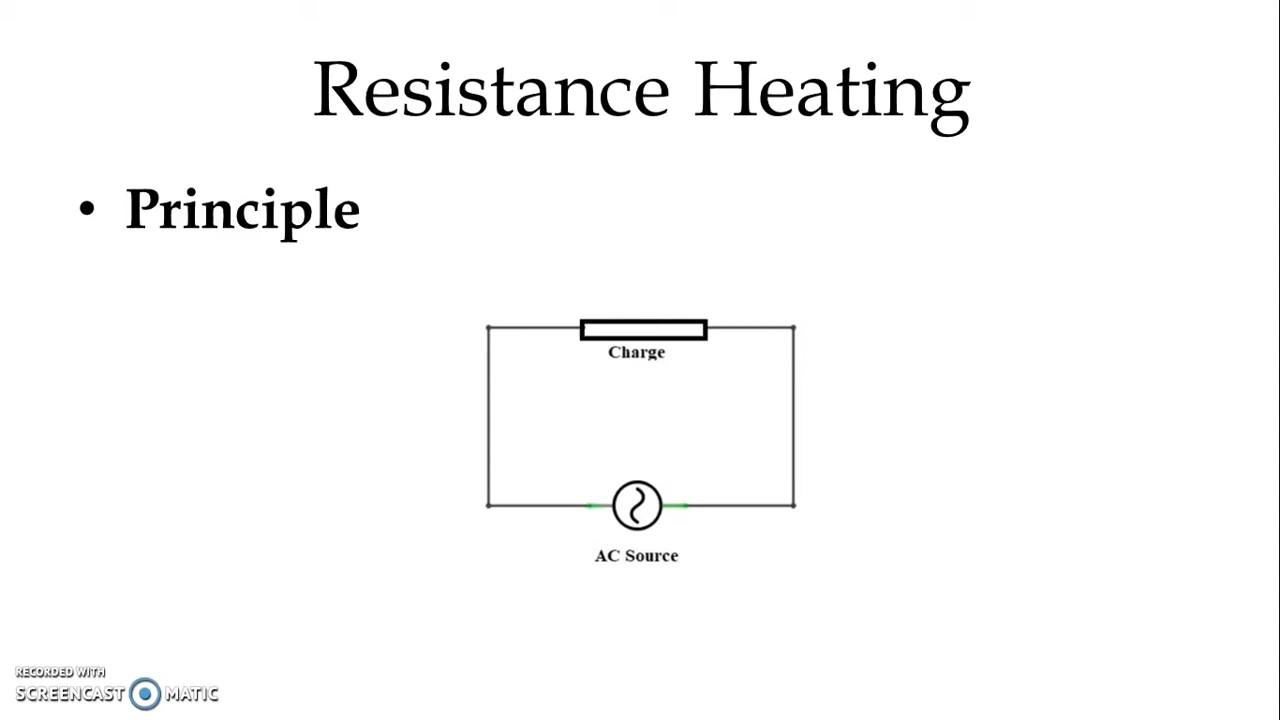 Resistance Heating
• Principle
Charge
AC Source
RECORDED WITH
SCREENCAST MATIC